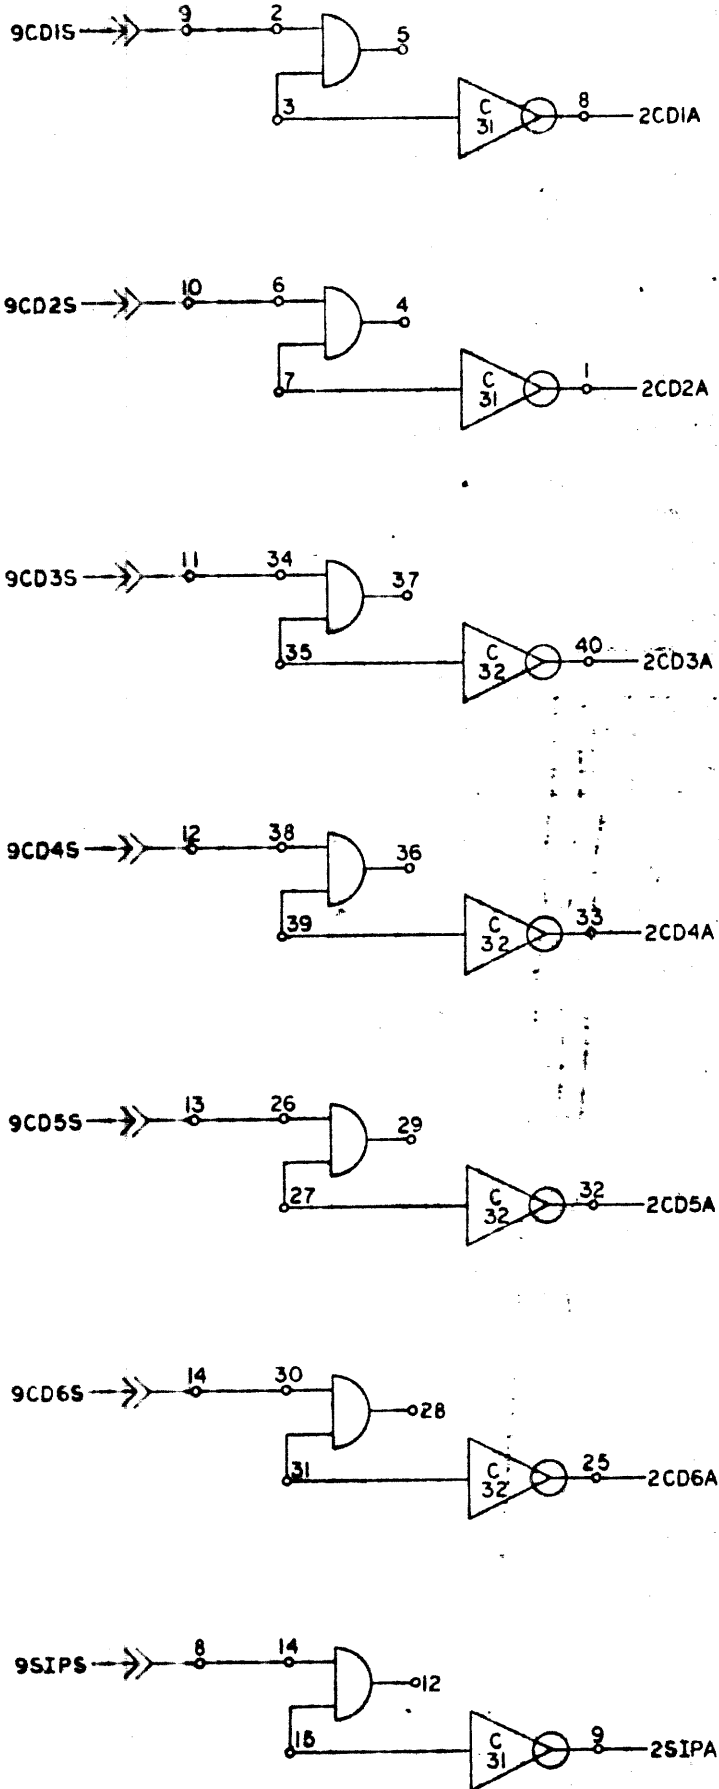 9CD1S 9 2 5
3 C 31 8 2CD1A
9CD2S 10 6 4
7 C 31 1 2CD2A
9CD3S 11 34 37
35 C 32 40 2CD3A
9CD4S 12 38 36
39 C 32 33 2CD4A
9CD5S 13 26 29
27 C 32 32 2CD5A
9CD6S 14 30 28
31 C 32 25 2CD6A
9SIPS 8 14 12
15 C 31 9 2SIPA